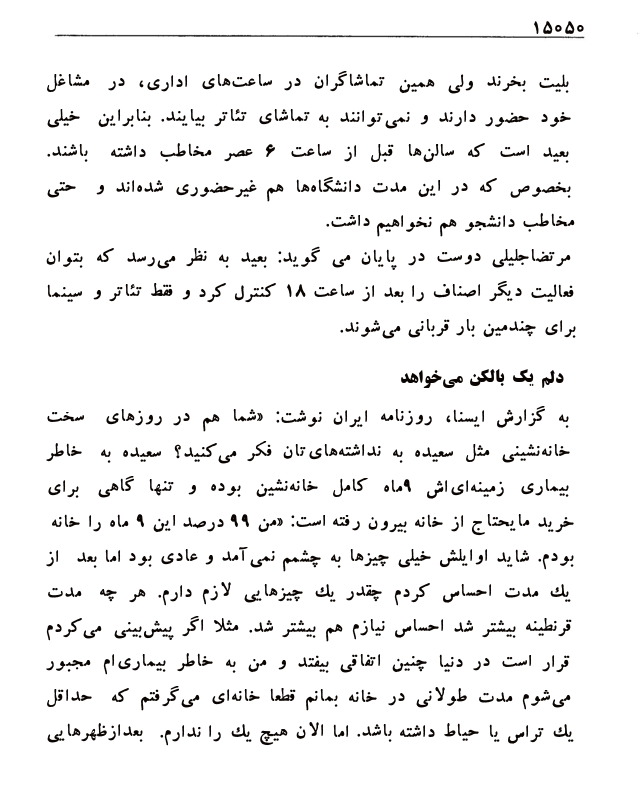 ۱۵۰۵۰
بلیت بخرند ولی همین تماشاگران در ساعت‌های اداری، در مشاغل
خود حضور دارند و نمی‌توانند به تماشای تئاتر بیایند. بنابراین خیلی
بعید است که سالن‌ها قبل از ساعت ۶ عصر مخاطب داشته باشند.
بخصوص که در این مدت دانشگاه‌ها هم غیرحضوری شده‌اند و حتی
مخاطب دانشجو هم نخواهیم داشت.
مرتضاجلیلی دوست در پایان می گوید: بعید به نظر می‌رسد که بتوان
فعالیت دیگر اصناف را بعد از ساعت ۱۸ کنترل کرد و فقط تئاتر و سینما
برای چندمین بار قربانی می‌شوند.
دلم یک بالکن می‌خواهد
به گزارش ایسنا، روزنامه ایران نوشت: «شما هم در روزهای سخت
خانه‌نشینی مثل سعیده به نداشته‌های‌تان فکر می‌کنید؟ سعیده به خاطر
بیماری زمینه‌ای‌اش ۹ماه کامل خانه‌نشین بوده و تنها گاهی برای
خرید مایحتاج از خانه بیرون رفته است: «من ۹۹ درصد این ۹ ماه را خانه
بودم. شاید اوایلش خیلی چیزها به چشمم نمی‌آمد و عادی بود اما بعد از
یك مدت احساس کردم چقدر یك چیزهایی لازم دارم. هر چه مدت
قرنطینه بیشتر شد احساس نیازم هم بیشتر شد. مثلا اگر پیش‌بینی می‌کردم
قرار است در دنیا چنین اتفاقی بیفتد و من به خاطر بیماری‌ام مجبور
می‌شوم مدت طولانی در خانه بمانم قطعا خانه‌ای می‌گرفتم که حداقل
یك تراس یا حیاط داشته باشد. اما الان هیچ یك را ندارم. بعدازظهرهایی